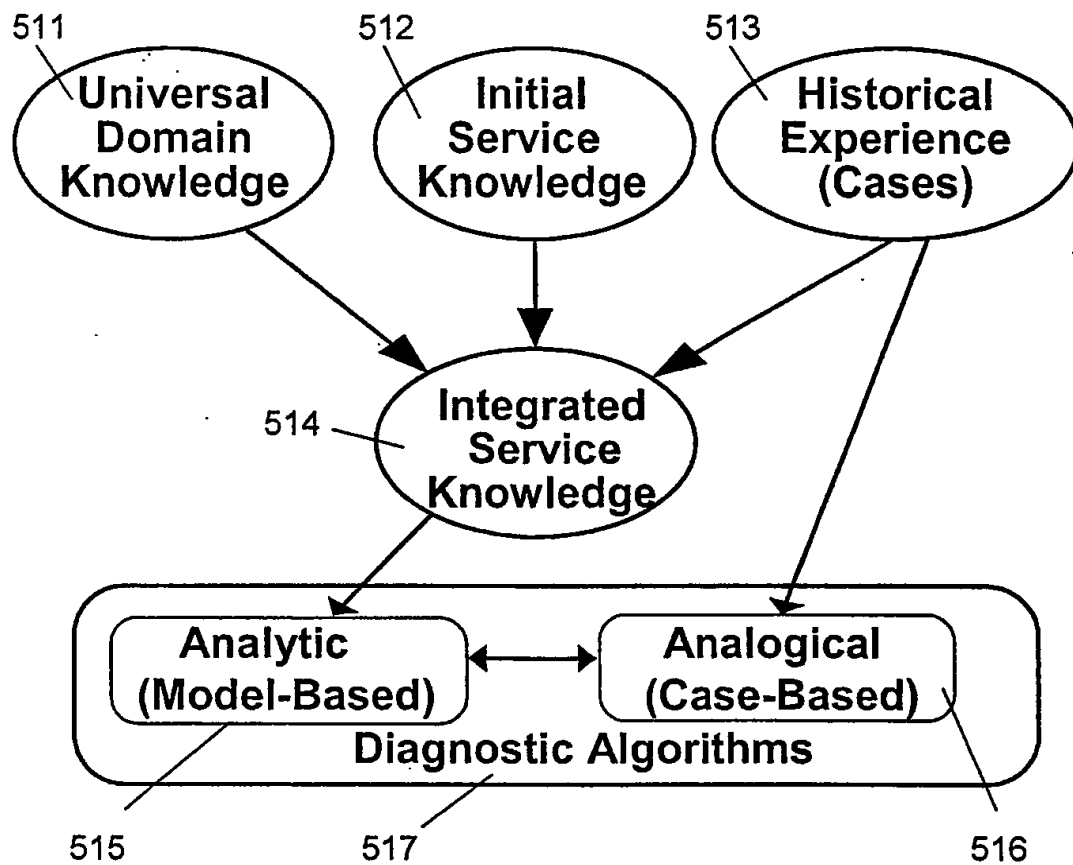 511
512
513
Universal
Domain
Knowledge
Initial
Service
Knowledge
Historical
Experience
(Cases)
514
Integrated
Service
Knowledge
Analytic
(Model-Based)
Analogical
(Case-Based)
Diagnostic Algorithms
515
517
516